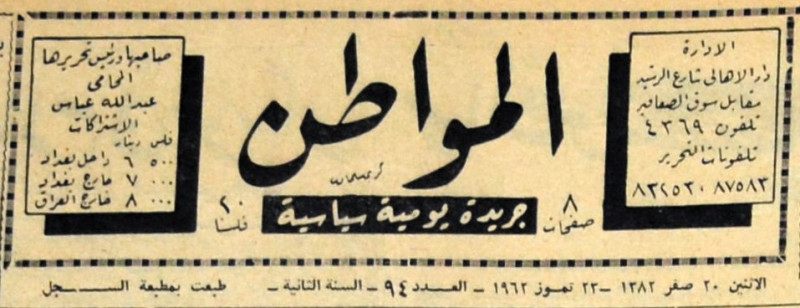 الادارة
دار الاهالي شارع الرشيد
مقابل سوق الصفافير
تلفون ٤٣٦٩
تلفونات التحرير
٨٧٥٨٣
المواطن
٨
صفحات
جريدة يومية سياسية
٢٠
فلسا
صاحبها ورئيس تحريرها
المحامي
عبدالله عباس
الاشتراكات
فلس دينار
٥٠٠ ٦ داخل بغداد
٠٠٠ ٧ خارج بغداد
٠٠٠ ٨ خارج العراق
الاثنين ٢٠ صفر ١٣٨٢ - ٢٣ تموز ١٩٦٢ - العدد ٩٤ - السنة الثانية - طبعت بمطبعة السجل